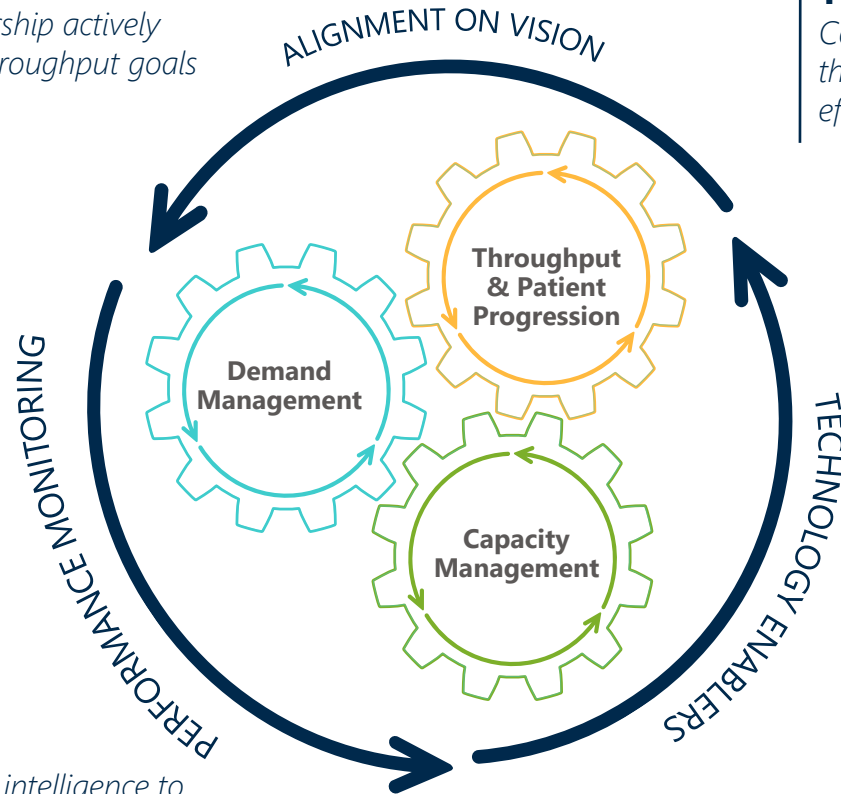 ship actively
roughput goals
ALIGNMENT ON VISION
Throughput
& Patient
Progression
Demand
Management
Capacity
Management
PERFORMANCE MONITORING
TECHNOLOGY ENABLERS
intelligence to